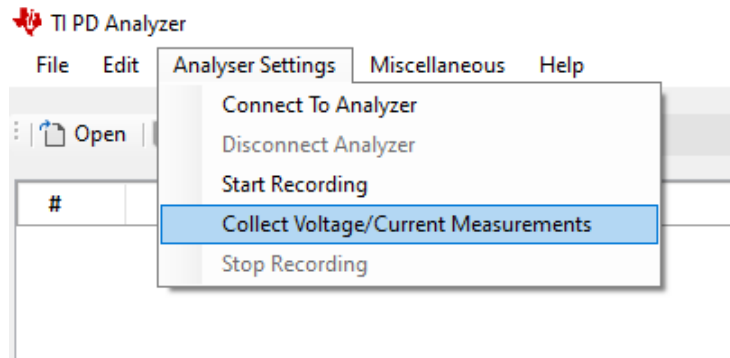 TI PD Analyzer
File Edit Analyser Settings Miscellaneous Help
Open
#
Connect To Analyzer
Disconnect Analyzer
Start Recording
Collect Voltage/Current Measurements
Stop Recording